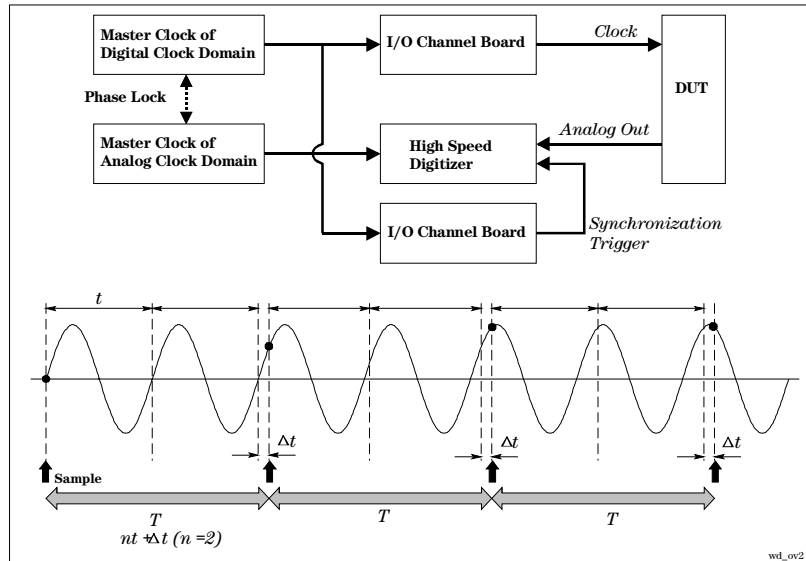 Master Clock of
Digital Clock Domain
I/O Channel Board
Clock
DUT
Phase Lock
Master Clock of
Analog Clock Domain
High Speed
Digitizer
Analog Out
I/O Channel Board
Synchronization
Trigger
t
Δt
Δt
Δt
Sample
T
T
T
nt +Δt (n =2)
wd_ov2